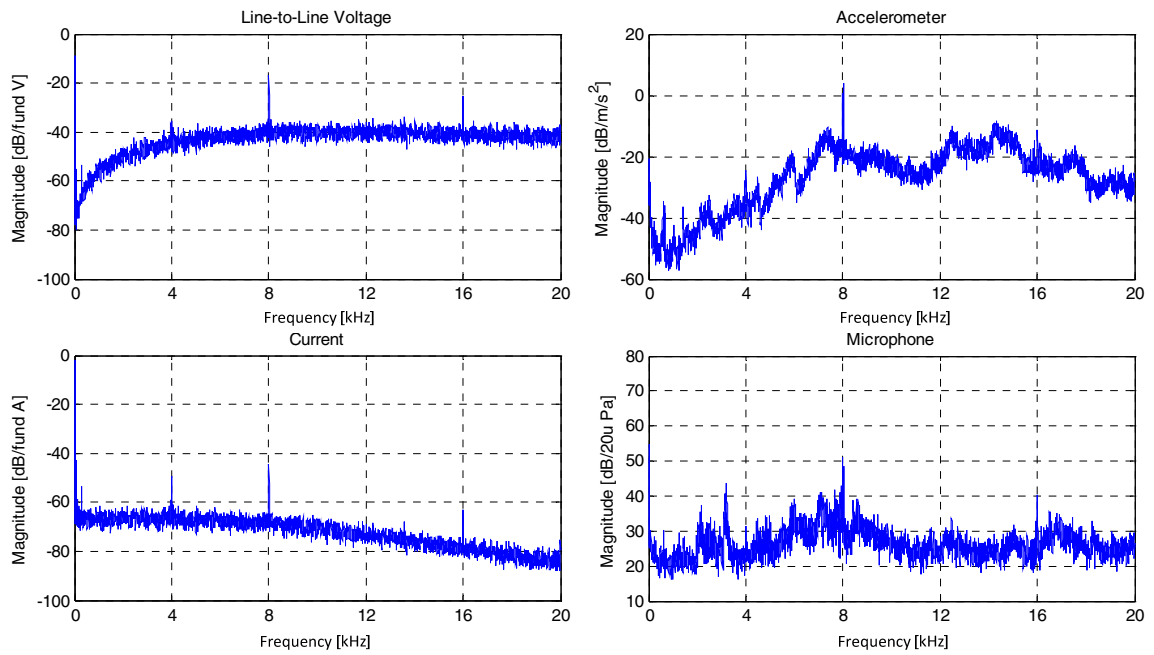 Line-to-Line Voltage
Magnitude [dB/fund V]
0
-20
-40
-60
-80
-100
0 4 8 12 16 20
Frequency [kHz]
Accelerometer
Magnitude [dB/m/s²]
20
0
-20
-40
-60
0 4 8 12 16 20
Frequency [kHz]
Current
Magnitude [dB/fund A]
0
-20
-40
-60
-80
-100
0 4 8 12 16 20
Frequency [kHz]
Microphone
Magnitude [dB/20u Pa]
80
70
60
50
40
30
20
10
0 4 8 12 16 20
Frequency [kHz]